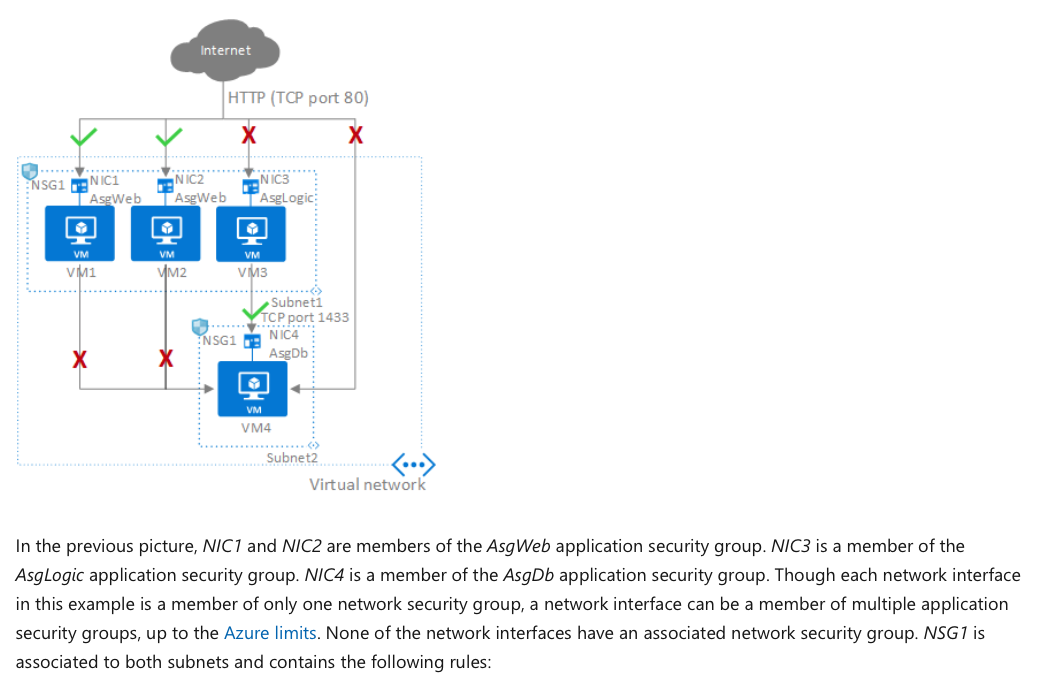 Internet
HTTP (TCP port 80)
X X
NSG1 NIC1 NIC2 NIC3
AsgWeb AsgWeb AsgLogic
VM VM VM
VM1 VM2 VM3
Subnet1
TCP port 1433
NSG1 NIC4
AsgDb
X X
VM
VM4
Subnet2
Virtual network
In the previous picture, NIC1 and NIC2 are members of the AsgWeb application security group. NIC3 is a member of the
AsgLogic application security group. NIC4 is a member of the AsgDb application security group. Though each network interface
in this example is a member of only one network security group, a network interface can be a member of multiple application
security groups, up to the Azure limits. None of the network interfaces have an associated network security group. NSG1 is
associated to both subnets and contains the following rules: